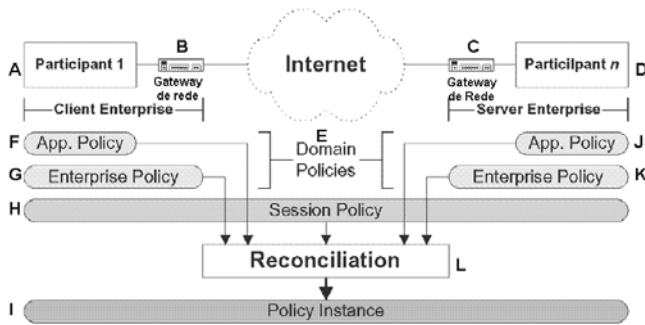 B
C
A
Participant 1
Internet
Particilpant n
D
Gateway
de rede
Gateway
de Rede
Client Enterprise
Server Enterprise
F
App. Policy
E
Domain
Policies
App. Policy
J
G
Enterprise Policy
Enterprise Policy
K
H
Session Policy
Reconciliation
L
I
Policy Instance